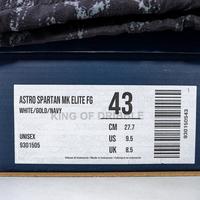 ASTRO SPARTAN MK ELITE FG
WHITE/GOLD/NAVY
43
KING OF DRIBBLE
CM 27.7
UNISEX
US 9.5
9301505
UK 8.5
930150543